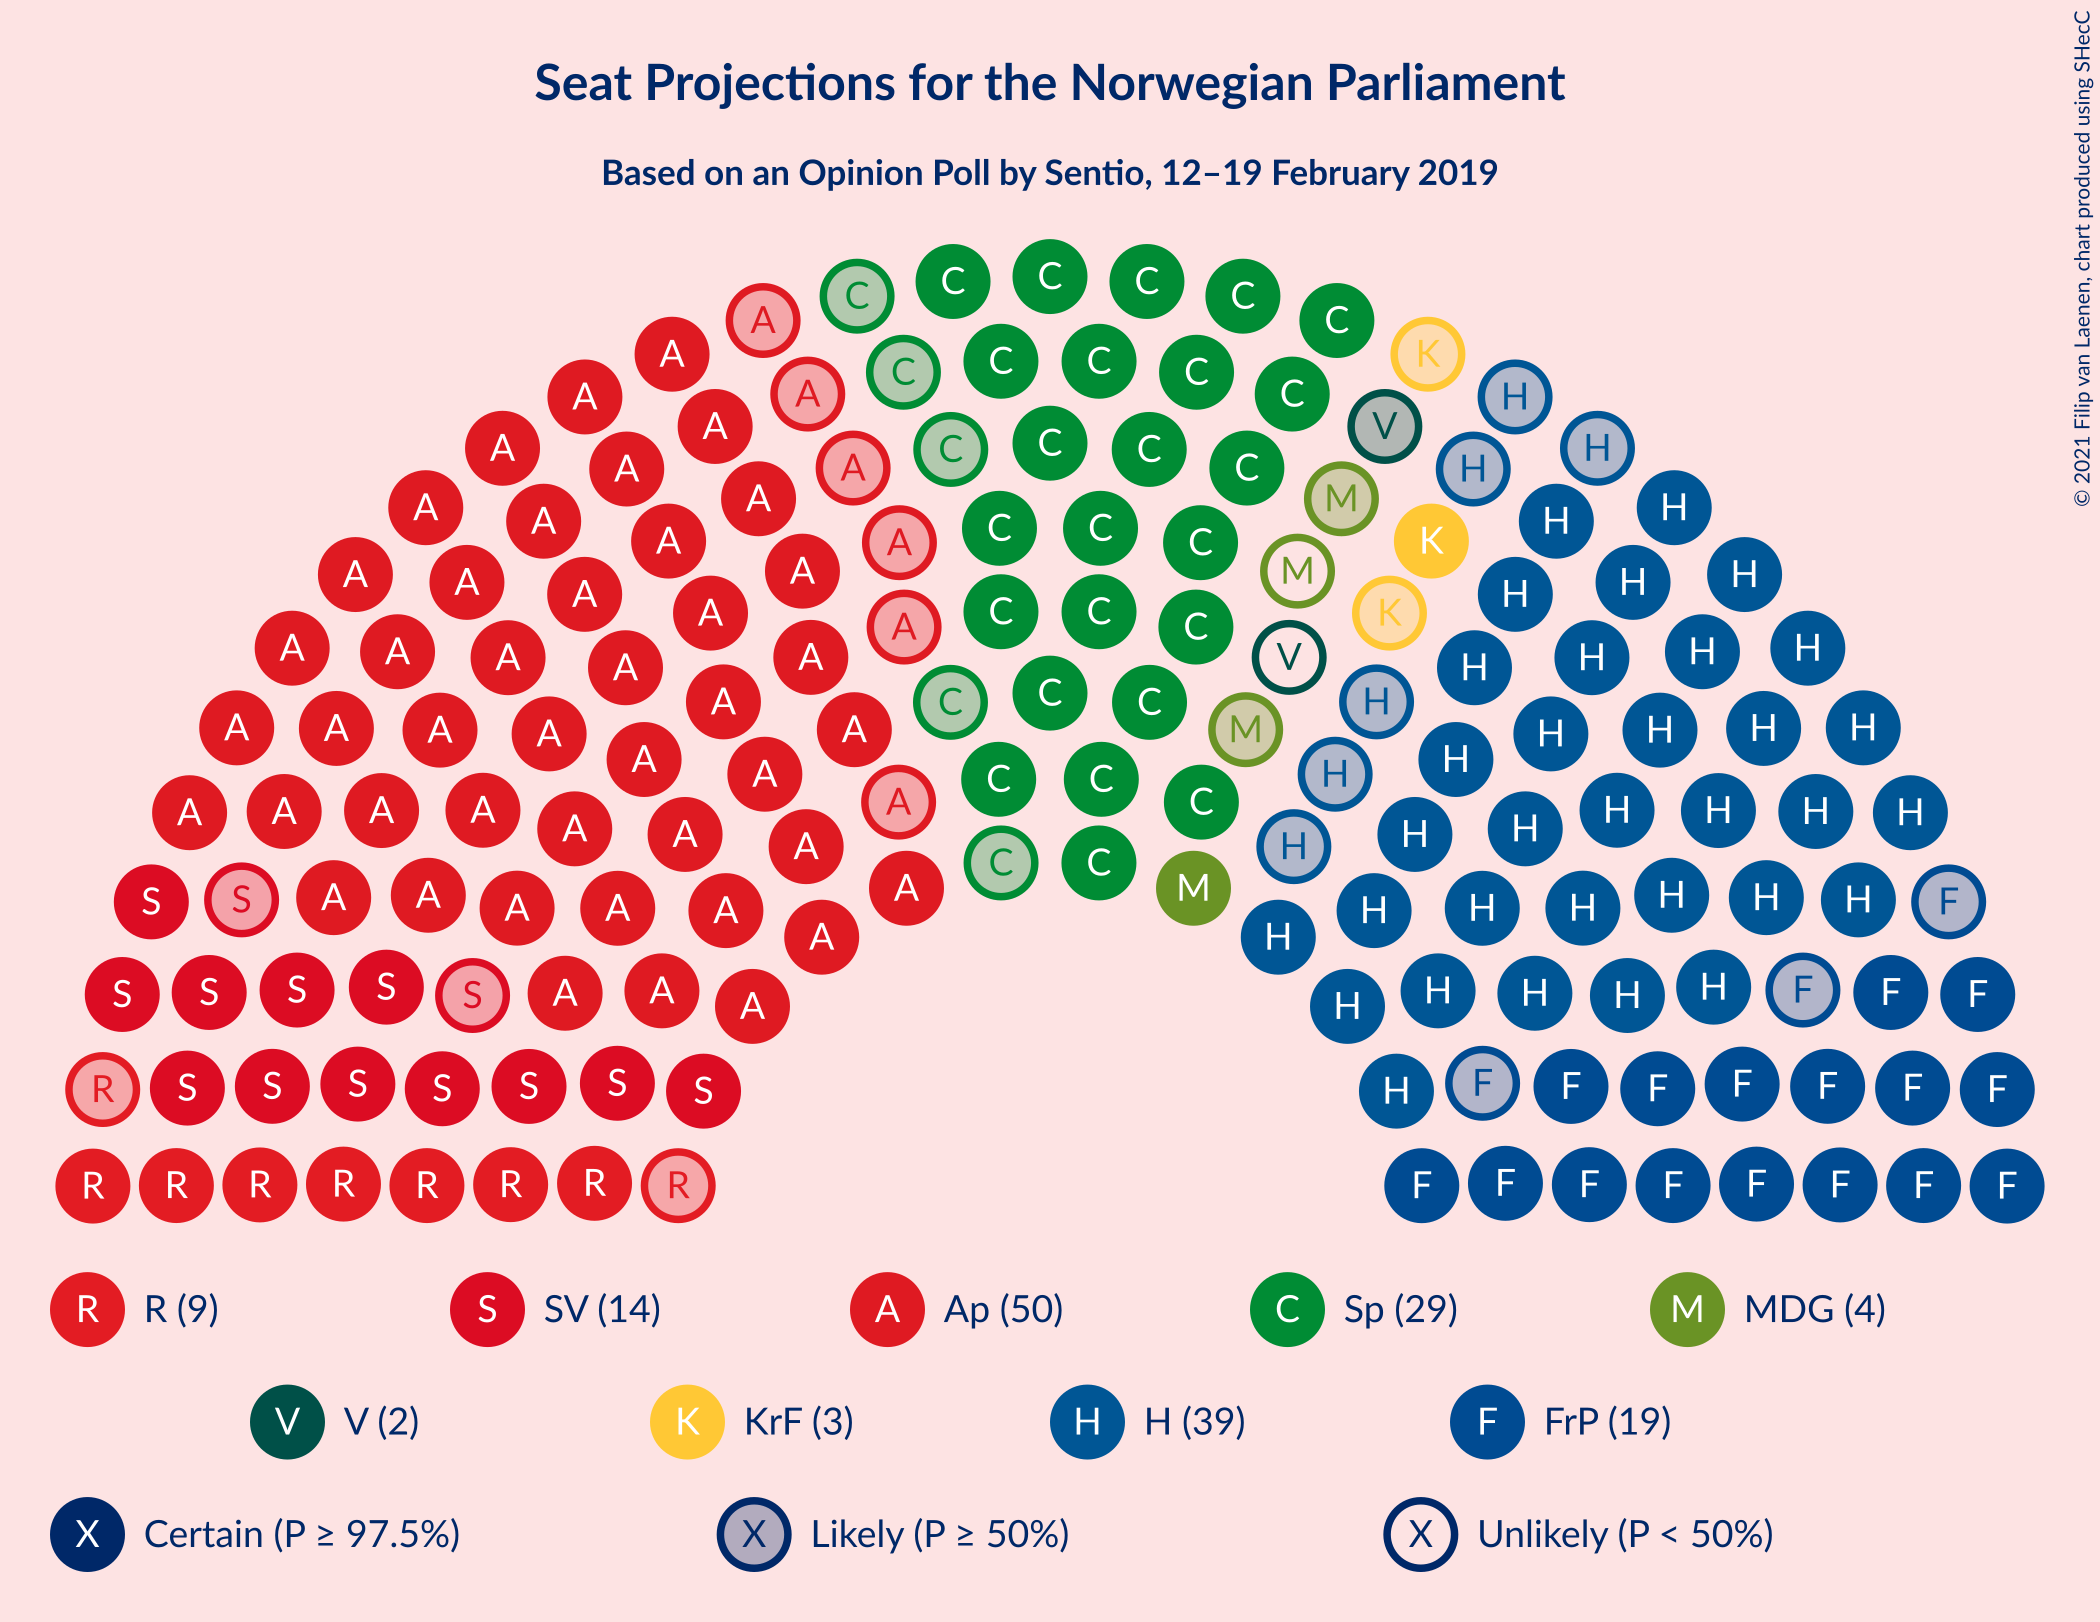 Seat Projections for the Norwegian Parliament
Based on an Opinion Poll by Sentio, 12–19 February 2019
© 2021 Filip van Laenen, chart produced using SHecC
C C C C C C
A A K
A A H
A A H
C C C C C C
A A V
A A H
A A H
A A H
C C C C C
A A M
A A K
A A H
A A H
A A H
A C C C M
A A K
A C C C V
A A H
A A H
A A H
A A H
C C C
A A M
A A H
A A H
A A H
A A H
A A H
A C C C
A A H
A A H
A A H
A A H
A A H
A A H
A A H
A A H
C C
A A H
A M
S S A A A A A A H H H H H H F
S S S S S A A A H H H H H F F F
R S S S S S S S H F F F F F F F
R R R R R R R R F F F F F F F F
R R (9) S SV (14) A Ap (50) C Sp (29) M MDG (4)
V V (2) K KrF (3) H H (39) F FrP (19)
X Certain (P ≥ 97.5%) X Likely (P ≥ 50%) X Unlikely (P < 50%)